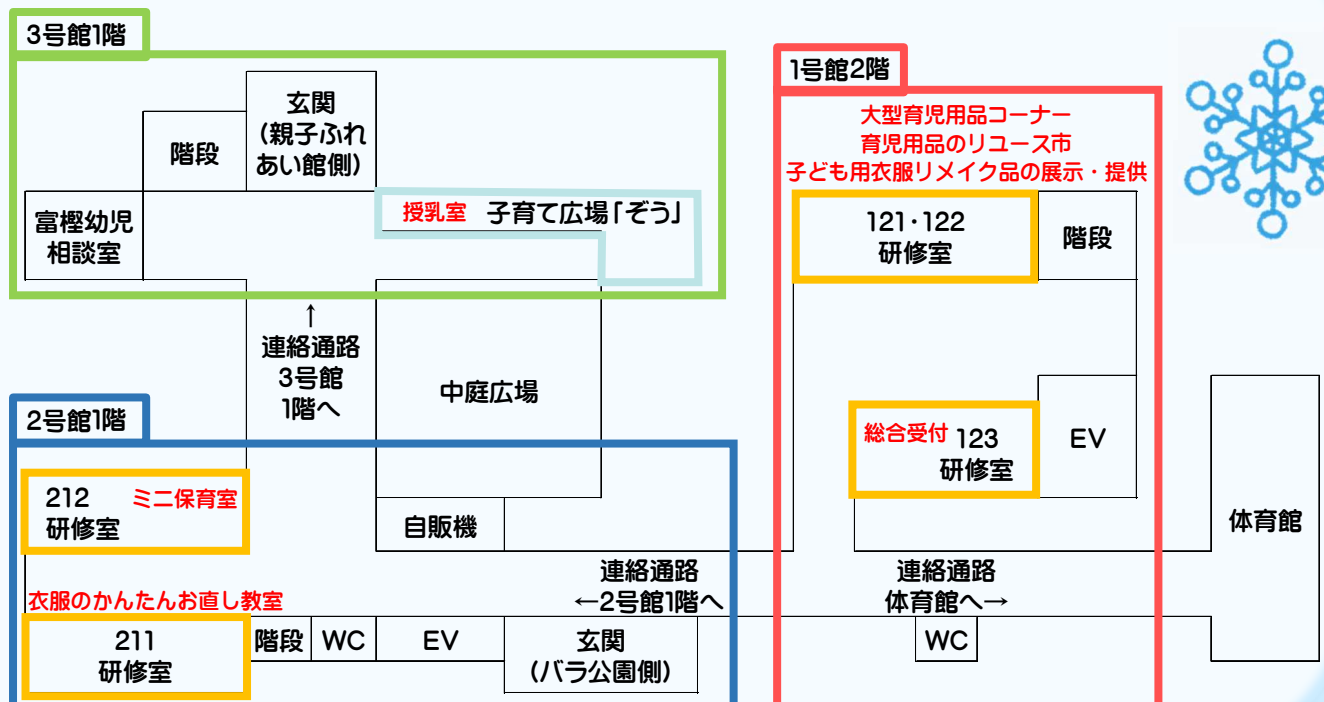 3号館1階
玄関
(親子ふれ
あい館側)
階段
富樫幼児
相談室
授乳室 子育て広場「ぞう」
↑
連絡通路
3号館
1階へ
中庭広場
2号館1階
212 ミニ保育室
研修室
自販機
衣服のかんたんお直し教室
211
研修室
階段
WC
EV
玄関
(バラ公園側)
連絡通路
←2号館1階へ
1号館2階
大型育児用品コーナー
育児用品のリユース市
子ども用衣服リメイク品の展示・提供
121・122
研修室
階段
総合受付 123
研修室
EV
連絡通路
体育館へ→
WC
体育館